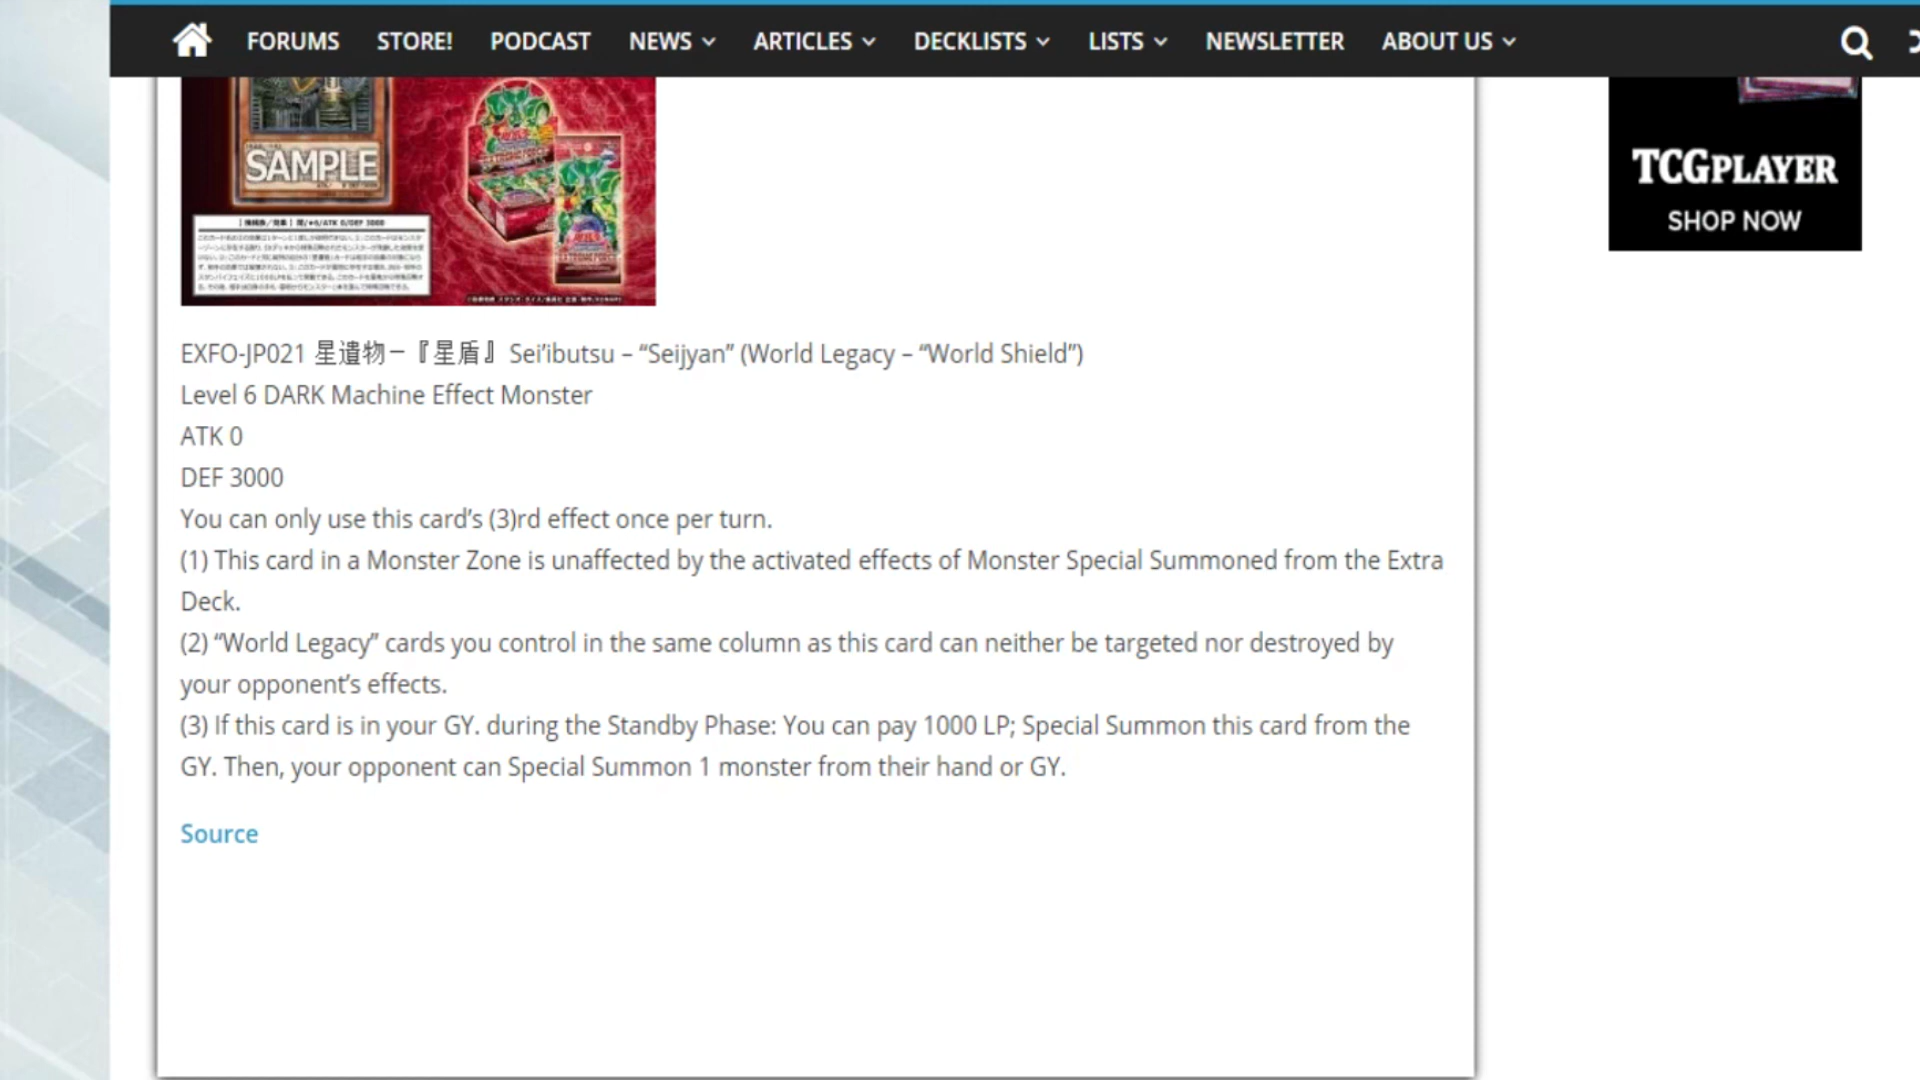 FORUMS STORE! PODCAST NEWS ARTICLES DECKLISTS LISTS NEWSLETTER ABOUT US
SAMPLE
TCGPLAYER
SHOP NOW
EXFO-JP021 星遺物－『星盾』 Sei’ibutsu – “Seijyan” (World Legacy – “World Shield”)
Level 6 DARK Machine Effect Monster
ATK 0
DEF 3000
You can only use this card’s (3)rd effect once per turn.
(1) This card in a Monster Zone is unaffected by the activated effects of Monster Special Summoned from the Extra
Deck.
(2) “World Legacy” cards you control in the same column as this card can neither be targeted nor destroyed by
your opponent’s effects.
(3) If this card is in your GY. during the Standby Phase: You can pay 1000 LP; Special Summon this card from the
GY. Then, your opponent can Special Summon 1 monster from their hand or GY.
Source